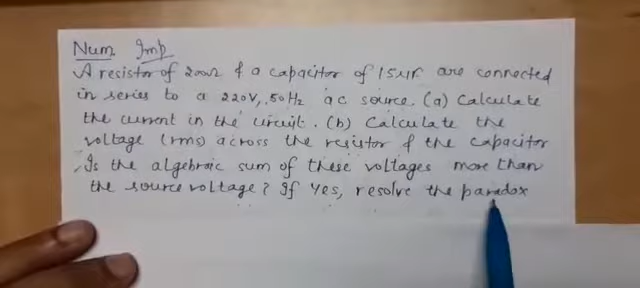 Num. Imp
A resistor of 200Ω & a capacitor of 15μF are connected
in series to a 220V, 50Hz ac source. (a) Calculate
the current in the circuit. (b) Calculate the
voltage (rms) across the resistor & the capacitor
Is the algebraic sum of these voltages more than
the source voltage? If yes, resolve the paradox